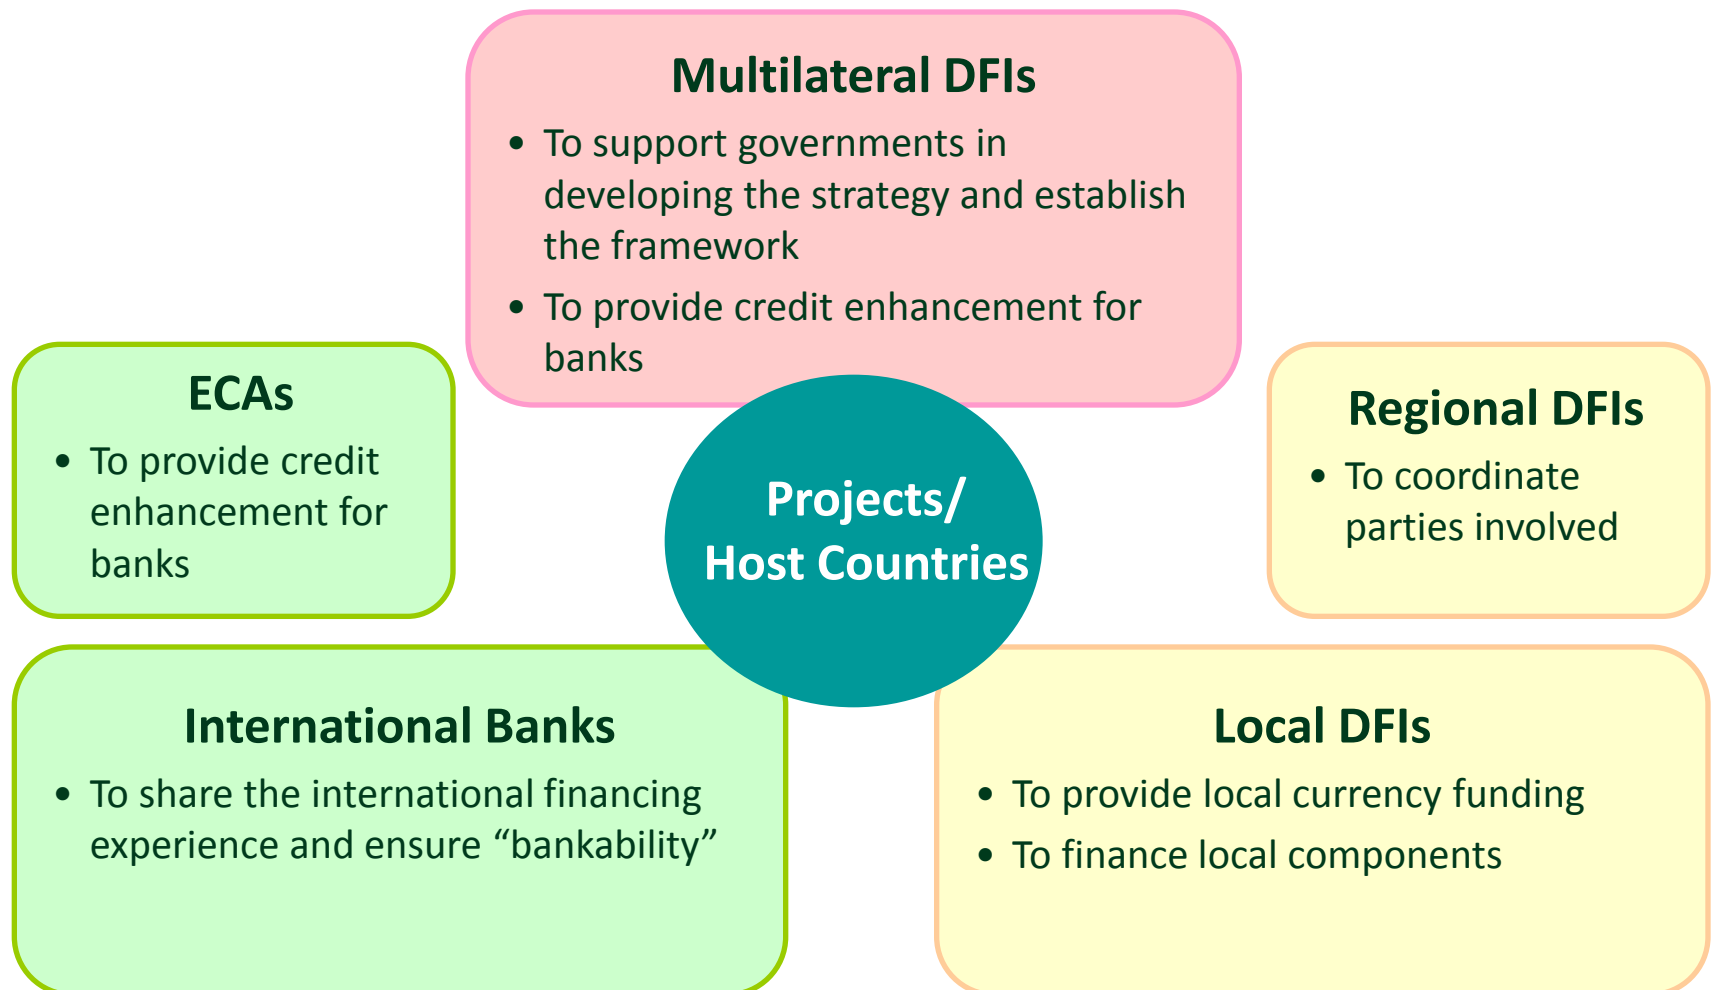 Multilateral DFIs
• To support governments in
developing the strategy and establish
the framework
• To provide credit enhancement for
banks
ECAs
• To provide credit
enhancement for
banks
Projects/
Host Countries
Regional DFIs
• To coordinate
parties involved
International Banks
• To share the international financing
experience and ensure “bankability”
Local DFIs
• To provide local currency funding
• To finance local components